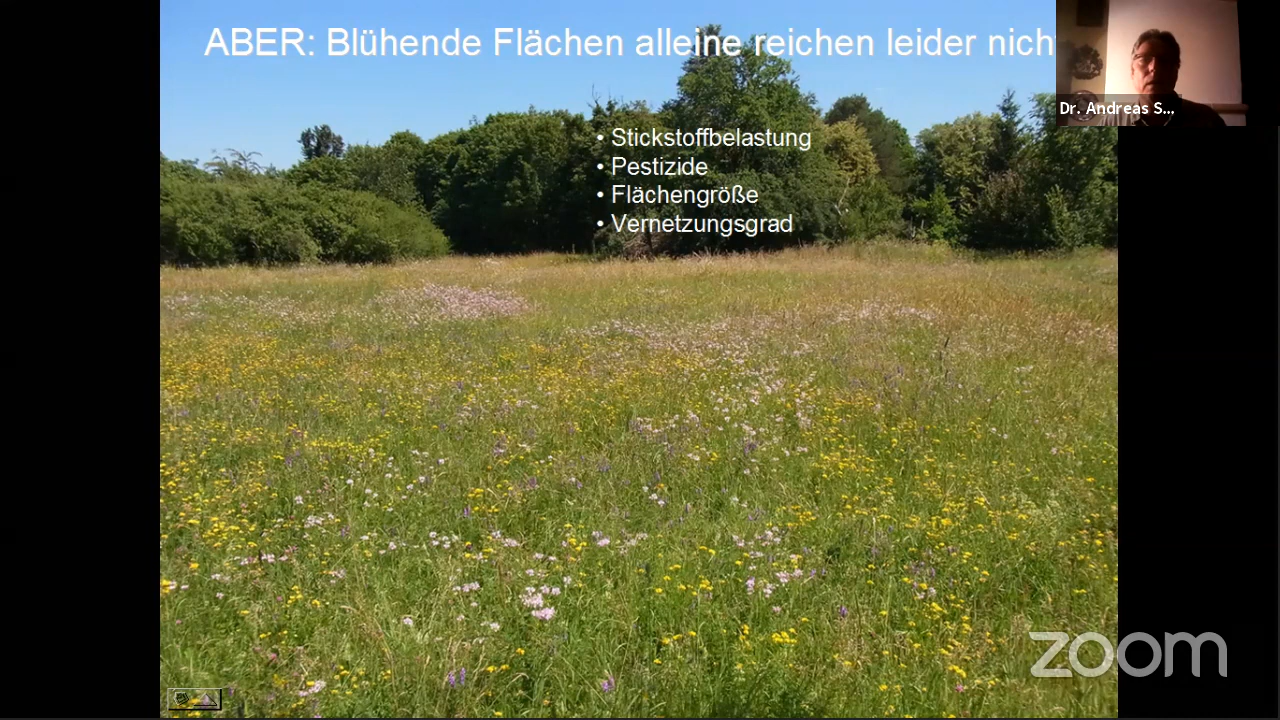 ABER: Blühende Flächen alleine reichen leider nich
Dr. Andreas S...
• Stickstoffbelastung
• Pestizide
• Flächengröße
• Vernetzungsgrad
zoom